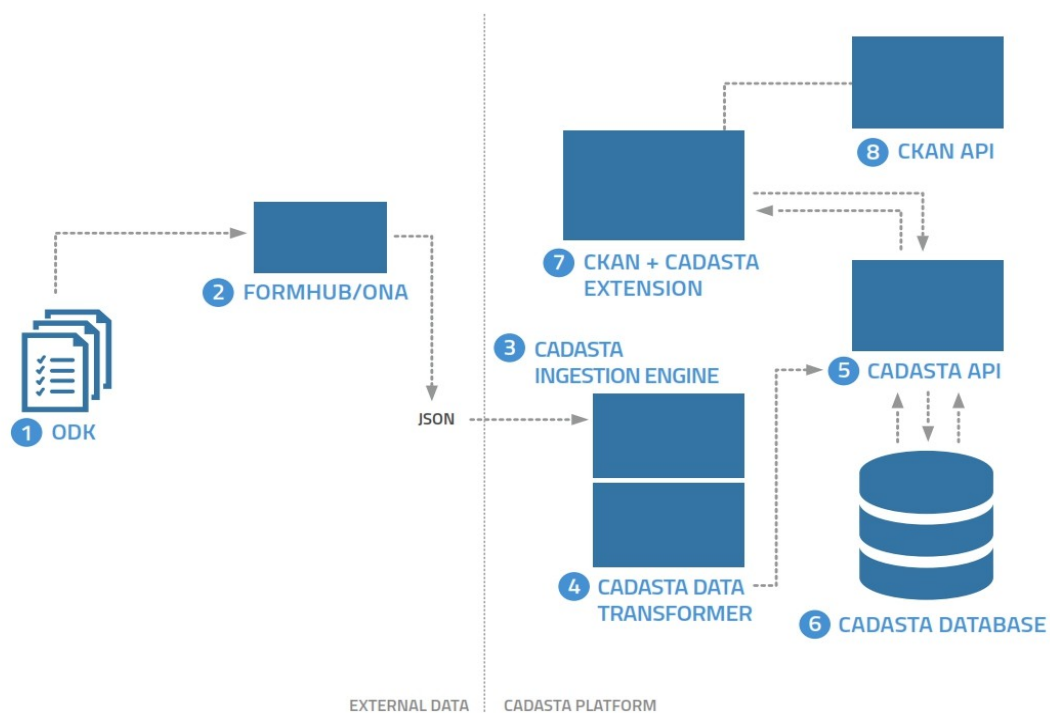 1 ODK
2 FORMHUB/ONA
JSON
3 CADASTA
INGESTION ENGINE
4 CADASTA DATA
TRANSFORMER
5 CADASTA API
6 CADASTA DATABASE
7 CKAN + CADASTA
EXTENSION
8 CKAN API
EXTERNAL DATA
CADASTA PLATFORM